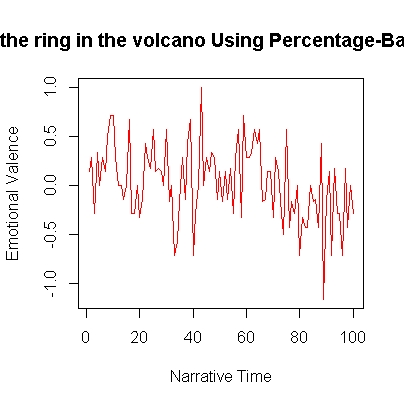 the ring in the volcano Using Percentage-Ba
1.0
0.5
0.0
-0.5
-1.0
Emotional Valence
0 20 40 60 80 100
Narrative Time